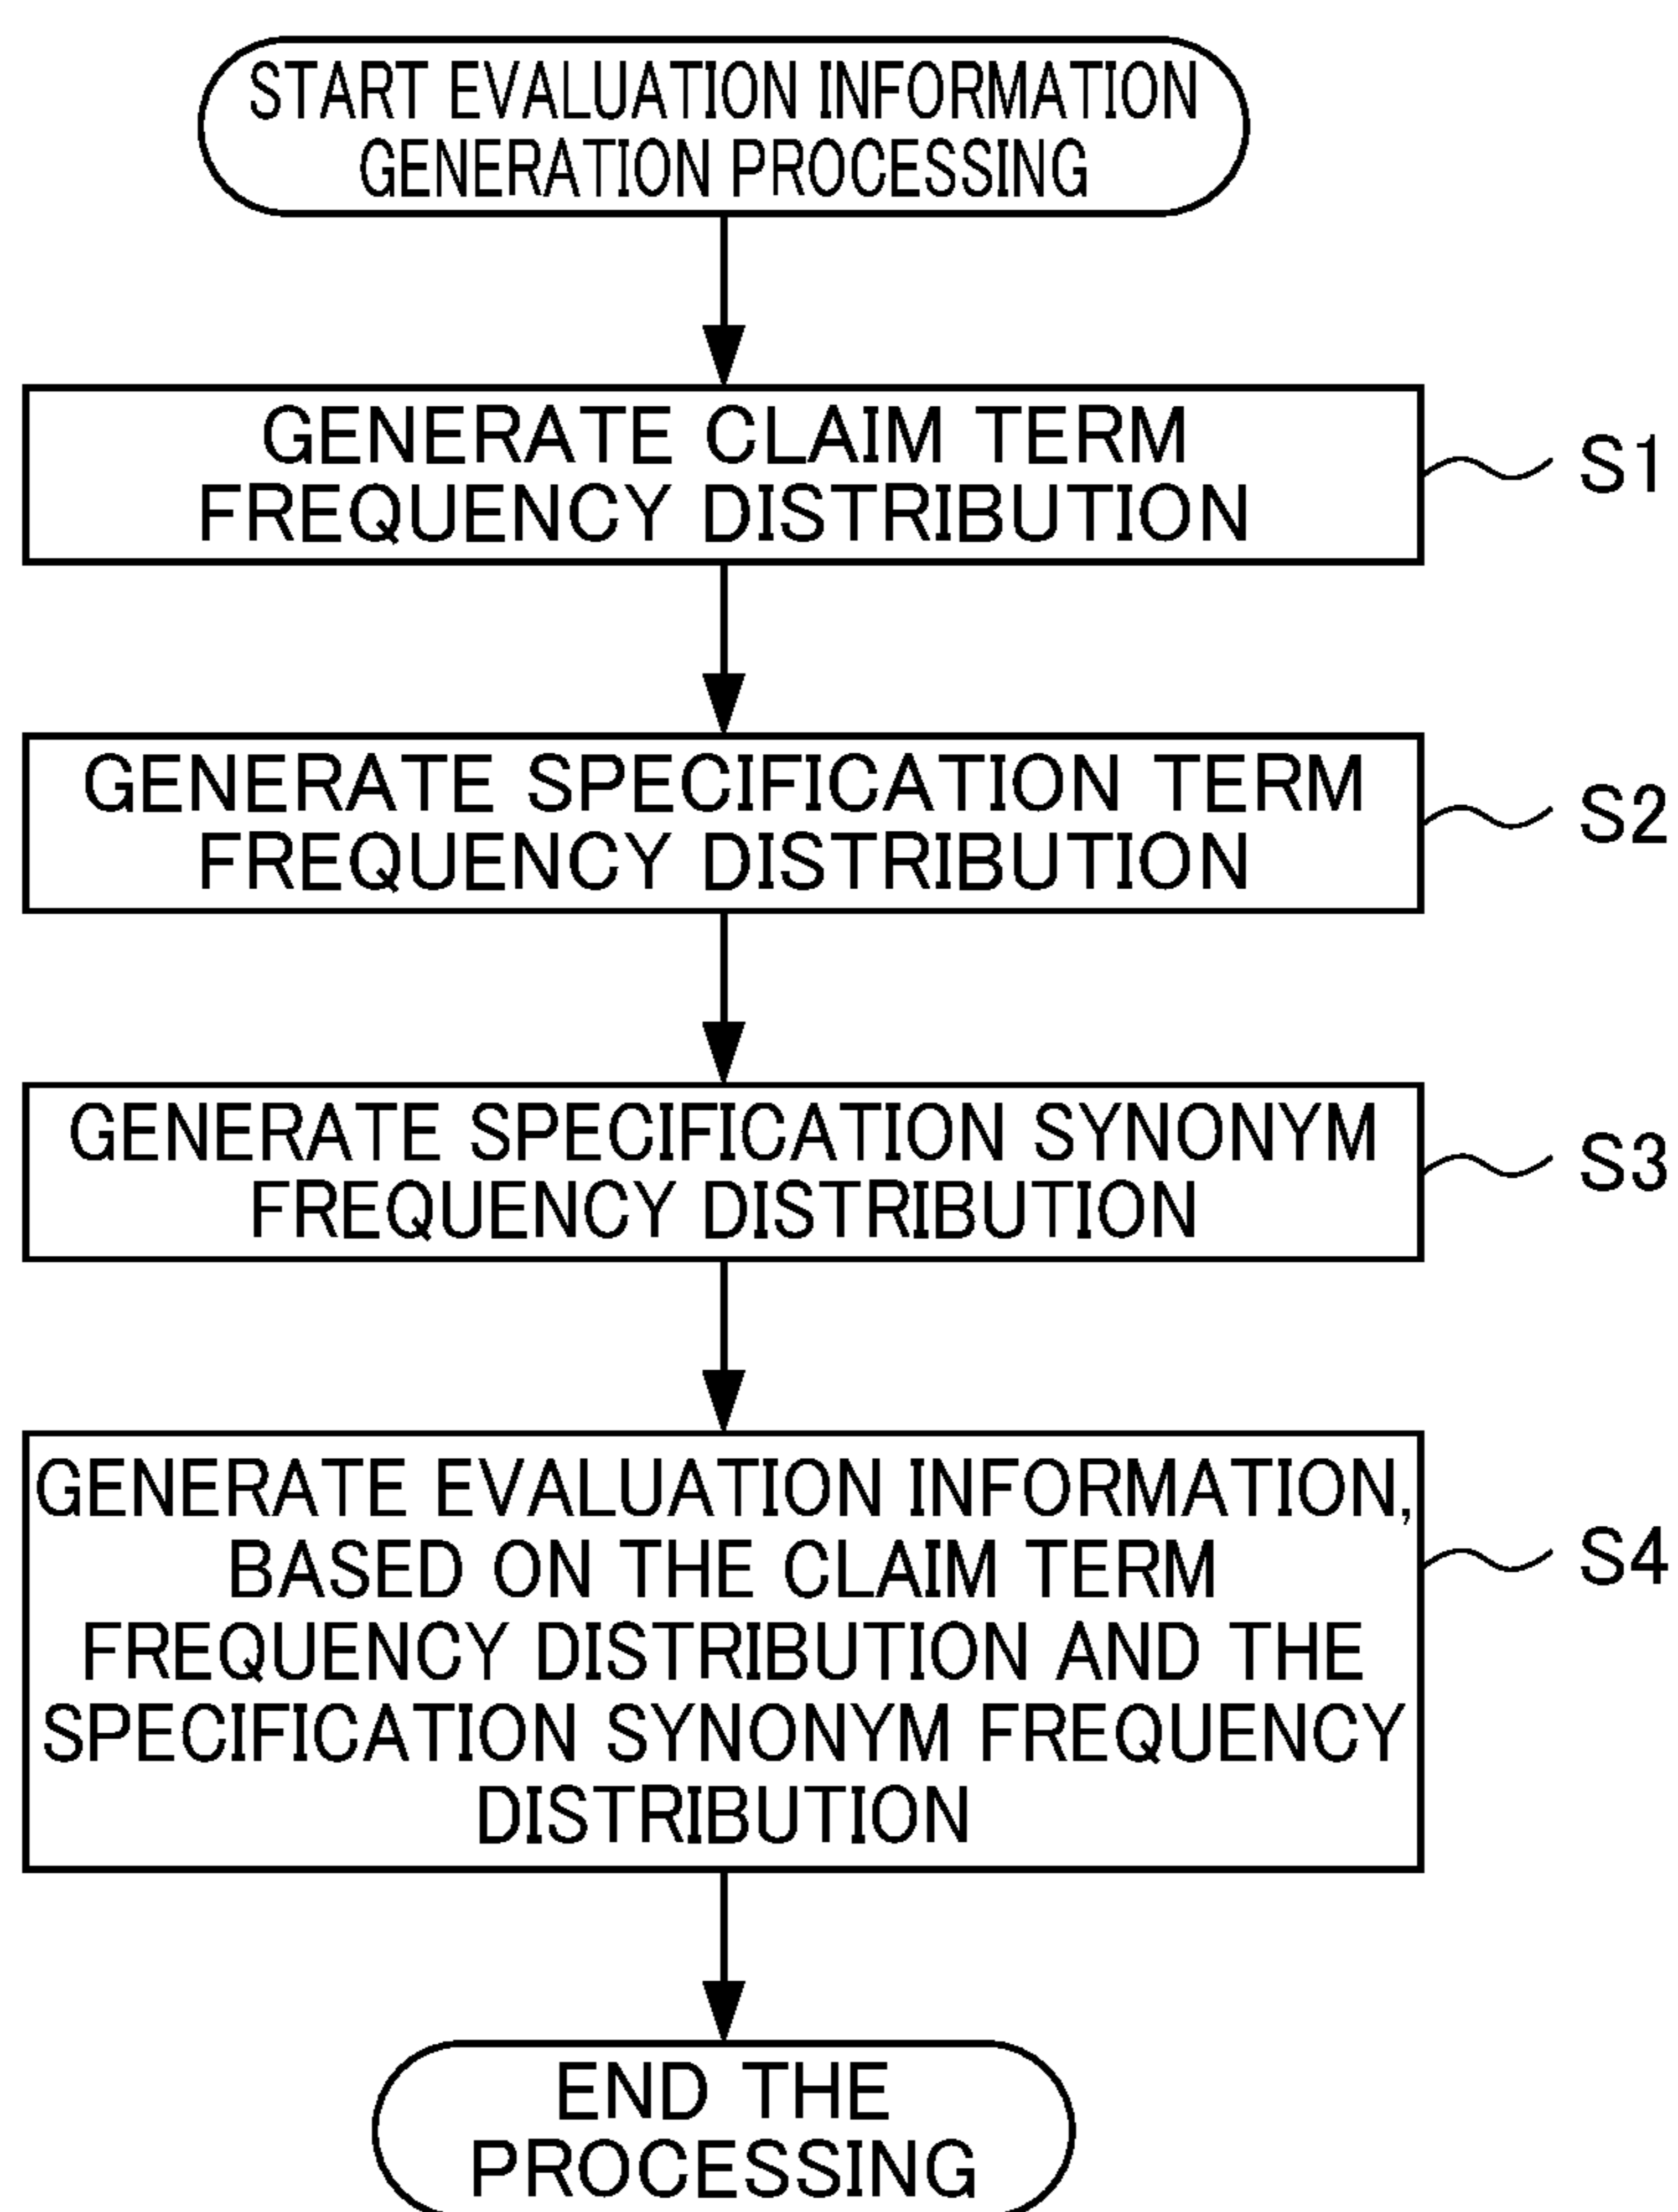 START EVALUATION INFORMATION
GENERATION PROCESSING
GENERATE CLAIM TERM
FREQUENCY DISTRIBUTION
S1
GENERATE SPECIFICATION TERM
FREQUENCY DISTRIBUTION
S2
GENERATE SPECIFICATION SYNONYM
FREQUENCY DISTRIBUTION
S3
GENERATE EVALUATION INFORMATION,
BASED ON THE CLAIM TERM
FREQUENCY DISTRIBUTION AND THE
SPECIFICATION SYNONYM FREQUENCY
DISTRIBUTION
S4
END THE
PROCESSING